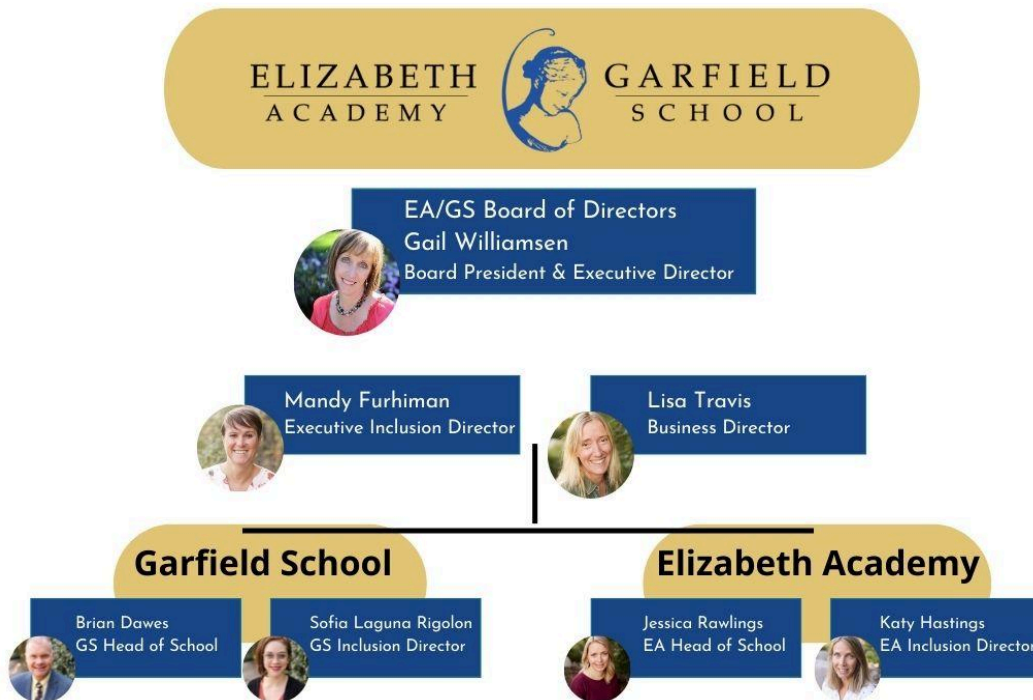 ELIZABETH GARFIELD
ACADEMY SCHOOL
EA/GS Board of Directors
Gail Williamsen
Board President & Executive Director
Mandy Furhiman
Executive Inclusion Director
Lisa Travis
Business Director
Garfield School
Elizabeth Academy
Brian Dawes
GS Head of School
Sofia Laguna Rigolon
GS Inclusion Director
Jessica Rawlings
EA Head of School
Katy Hastings
EA Inclusion Director